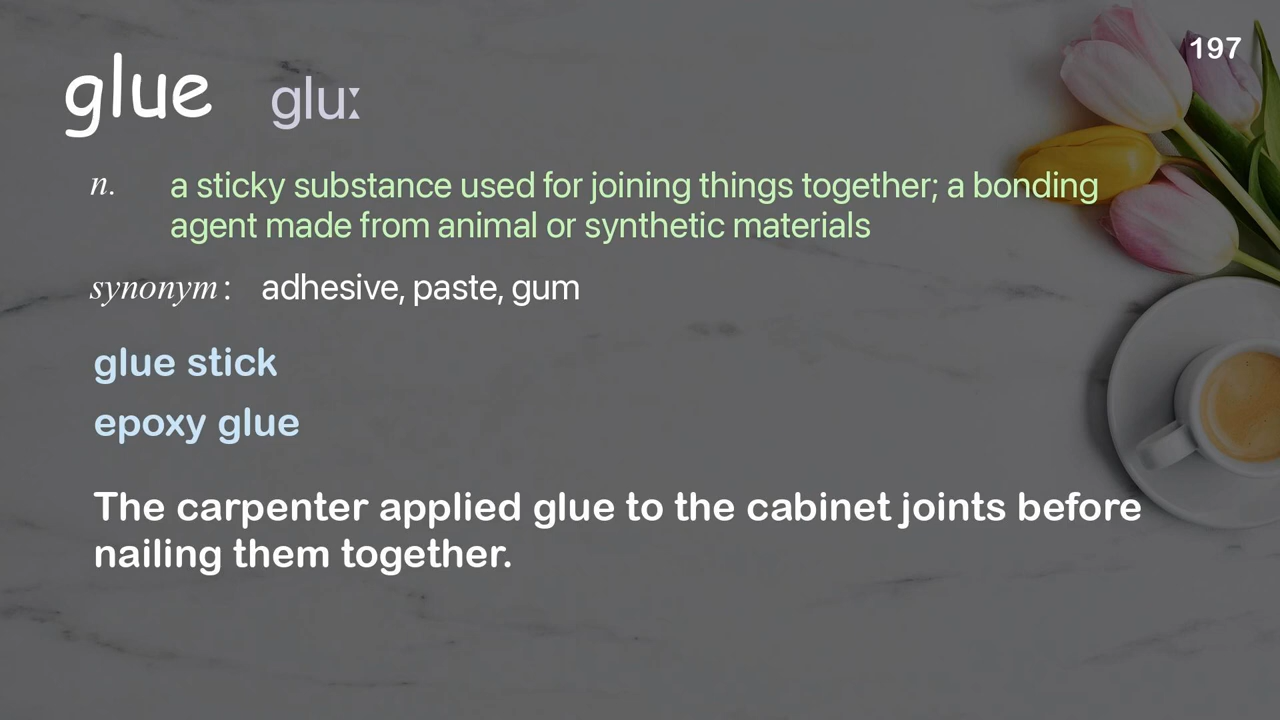 197
glue gluː
n. a sticky substance used for joining things together; a bonding
agent made from animal or synthetic materials
synonym: adhesive, paste, gum
glue stick
epoxy glue
The carpenter applied glue to the cabinet joints before
nailing them together.